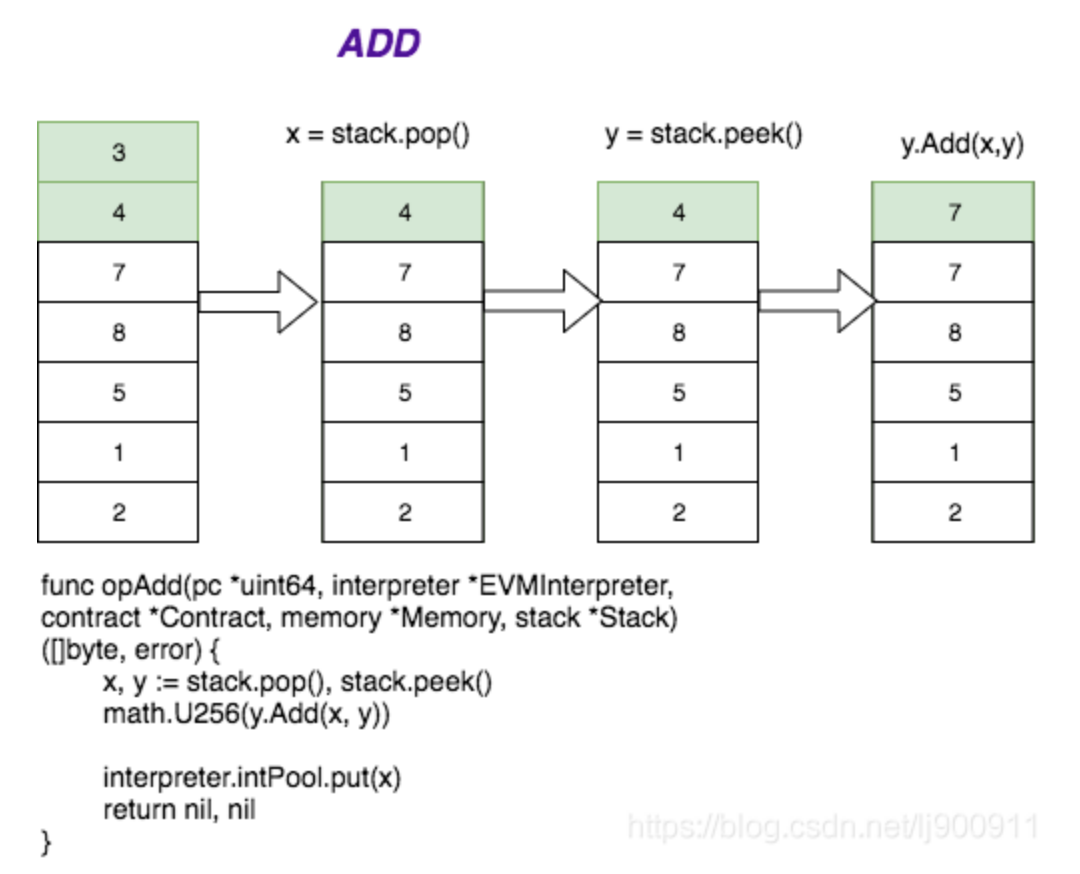 ADD
x = stack.pop()
y = stack.peek()
y.Add(x,y)
3
4
7
8
5
1
2
4
7
8
5
1
2
4
7
8
5
1
2
7
7
8
5
1
2
func opAdd(pc *uint64, interpreter *EVMInterpreter,
contract *Contract, memory *Memory, stack *Stack)
([]byte, error) {
x, y := stack.pop(), stack.peek()
math.U256(y.Add(x, y))
interpreter.intPool.put(x)
return nil, nil
}
https://blog.csdn.net/lj900911